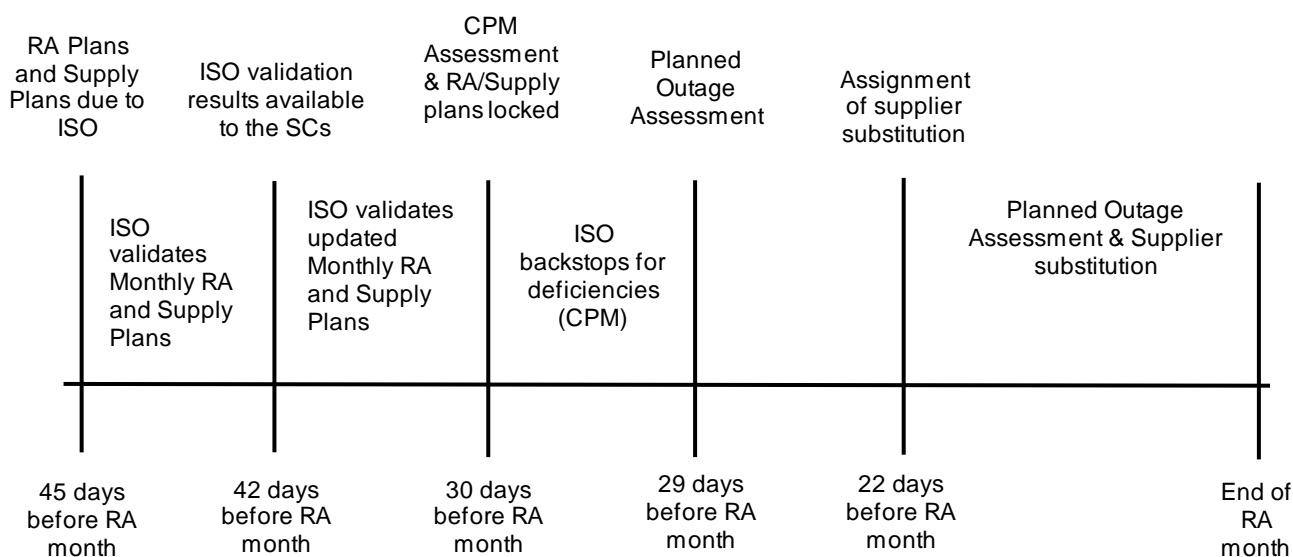 RA Plans
and Supply
Plans due to
ISO
ISO validation
results available
to the SCs
CPM
Assessment
& RA/Supply
plans locked
Planned
Outage
Assessment
Assignment
of supplier
substitution
ISO
validates
Monthly RA
and Supply
Plans
ISO validates
updated
Monthly RA
and Supply
Plans
ISO
backstops for
deficiencies
(CPM)
Planned Outage
Assessment & Supplier
substitution
45 days
before RA
month
42 days
before RA
month
30 days
before RA
month
29 days
before RA
month
22 days
before RA
month
End of
RA
month